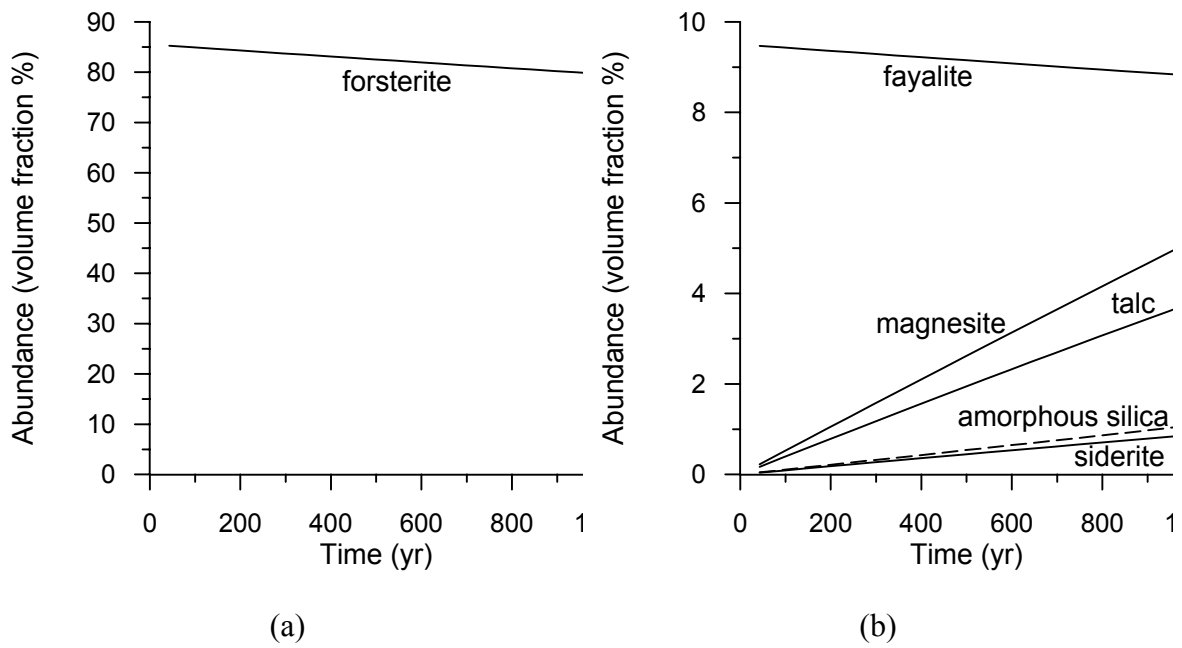 Abundance (volume fraction %)
90
80
70
60
50
40
30
20
10
0
forsterite
0 200 400 600 800 1
Time (yr)
(a)
Abundance (volume fraction %)
10
8
6
4
2
0
fayalite
magnesite
talc
amorphous silica
siderite
0 200 400 600 800 1
Time (yr)
(b)